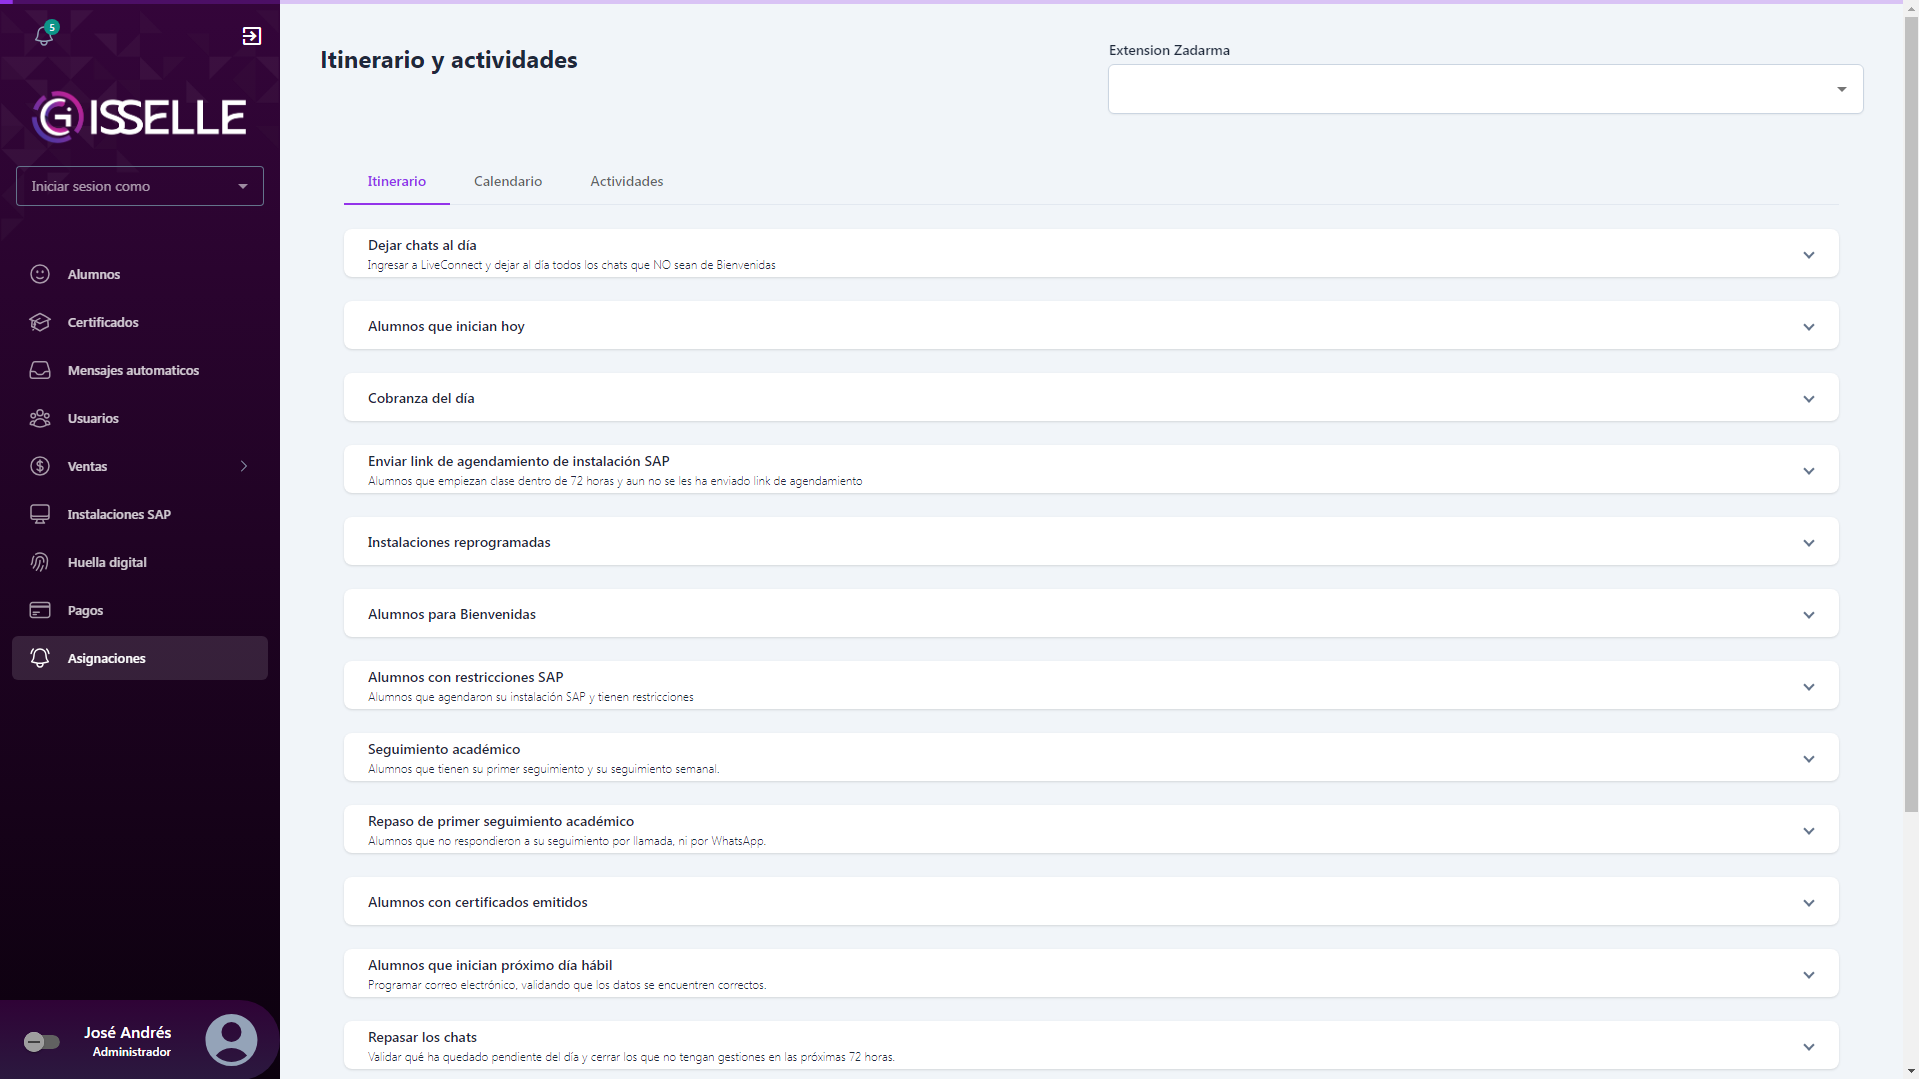 5
GISSELLE
Iniciar sesion como
Alumnos
Certificados
Mensajes automaticos
Usuarios
Ventas
Instalaciones SAP
Huella digital
Pagos
Asignaciones
José Andrés
Administrador
Itinerario y actividades
Extension Zadarma
Itinerario
Calendario
Actividades
Dejar chats al día
Ingresar a LiveConnect y dejar al día todos los chats que NO sean de Bienvenidas
Alumnos que inician hoy
Cobranza del día
Enviar link de agendamiento de instalación SAP
Alumnos que empiezan clase dentro de 72 horas y aun no se les ha enviado link de agendamiento
Instalaciones reprogramadas
Alumnos para Bienvenidas
Alumnos con restricciones SAP
Alumnos que agendaron su instalación SAP y tienen restricciones
Seguimiento académico
Alumnos que tienen su primer seguimiento y su seguimiento semanal.
Repaso de primer seguimiento académico
Alumnos que no respondieron a su seguimiento por llamada, ni por WhatsApp.
Alumnos con certificados emitidos
Alumnos que inician próximo día hábil
Programar correo electrónico, validando que los datos se encuentren correctos.
Repasar los chats
Validar qué ha quedado pendiente del día y cerrar los que no tengan gestiones en las próximas 72 horas.